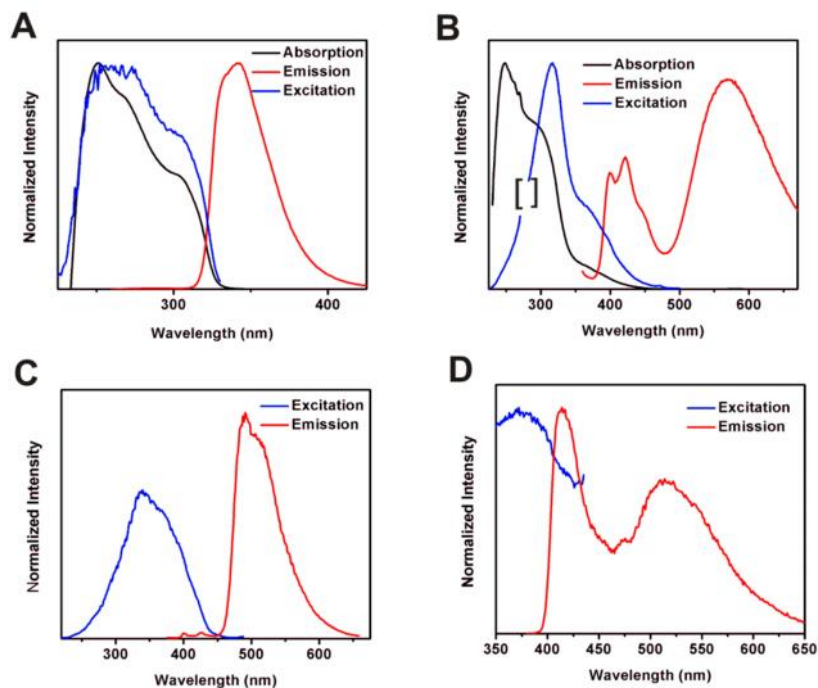 A
Normalized Intensity
Absorption
Emission
Excitation
300
400
Wavelength (nm)
B
Normalized Intensity
Absorption
Emission
Excitation
[ ]
300
400
500
600
Wavelength (nm)
C
Normalized Intensity
Excitation
Emission
300
400
500
600
Wavelength (nm)
D
Normalized Intensity
Excitation
Emission
350
400
450
500
550
600
650
Wavelength (nm)